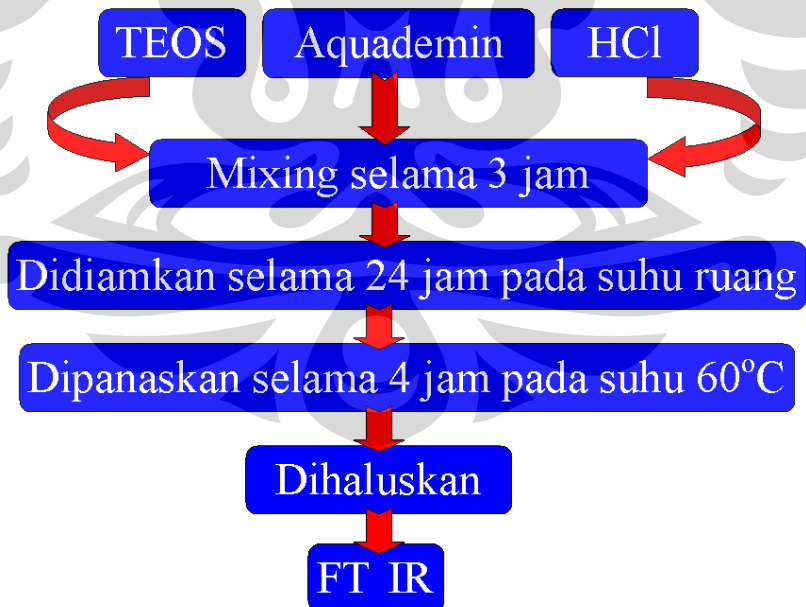 TEOS
Aquademin
HCl
Mixing selama 3 jam
Didiamkan selama 24 jam pada suhu ruang
Dipanaskan selama 4 jam pada suhu 60°C
Dihaluskan
FT IR